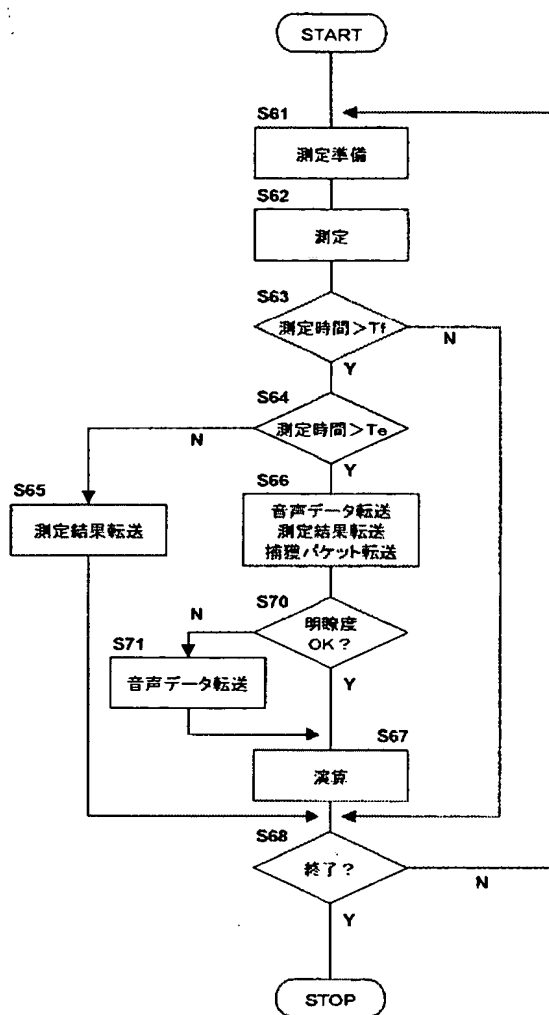 START
S61
測定準備
S62
測定
S63
測定時間＞Tf
N
Y
S64
測定時間＞Te
N
Y
S65
測定結果転送
S66
音声データ転送
測定結果転送
捕獲パケット転送
S70
明瞭度
OK？
N
Y
S71
音声データ転送
S67
演算
S68
終了？
N
Y
STOP